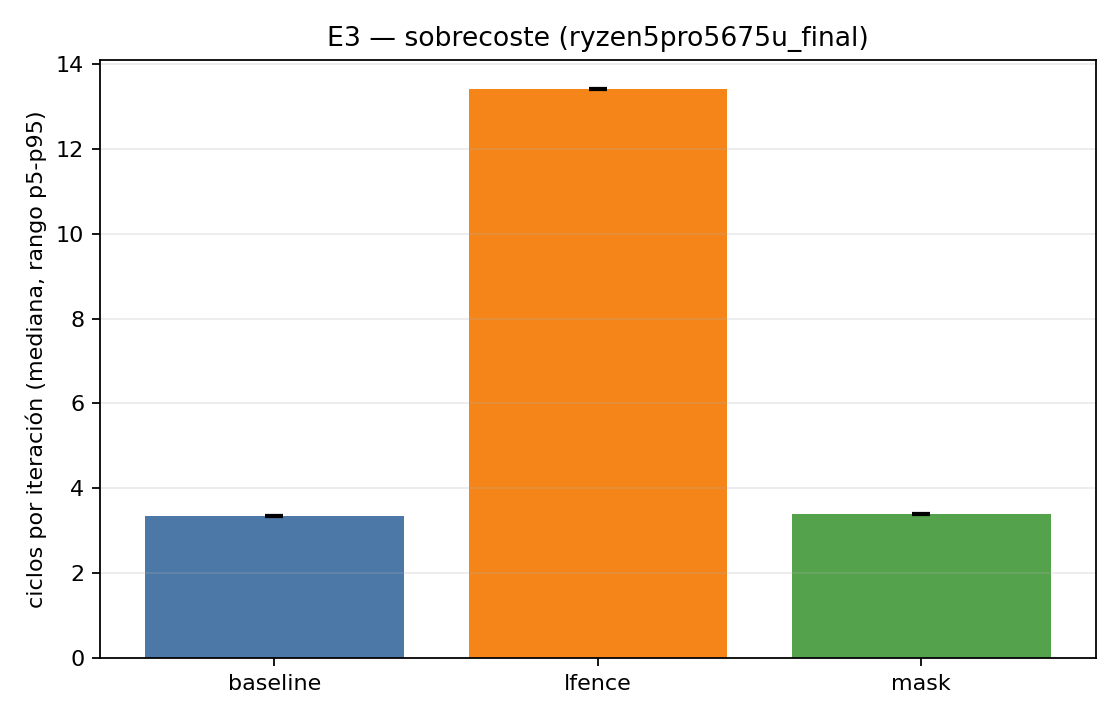 E3 — sobrecoste (ryzen5pro5675u_final)
ciclos por iteración (mediana, rango p5-p95)
14
12
10
8
6
4
2
0
baseline
lfence
mask